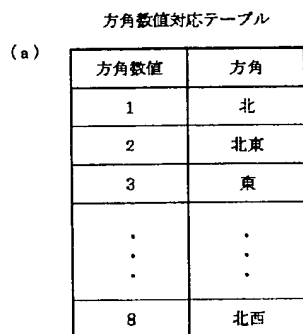 方角数値対応テーブル
(a)
方角数値 方角
1 北
2 北東
3 東
8 北西